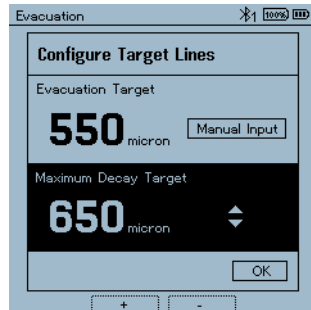 Evacuation 1 100%
Configure Target Lines
Evacuation Target
550 micron Manual Input
Maximum Decay Target
650 micron
OK
+ -